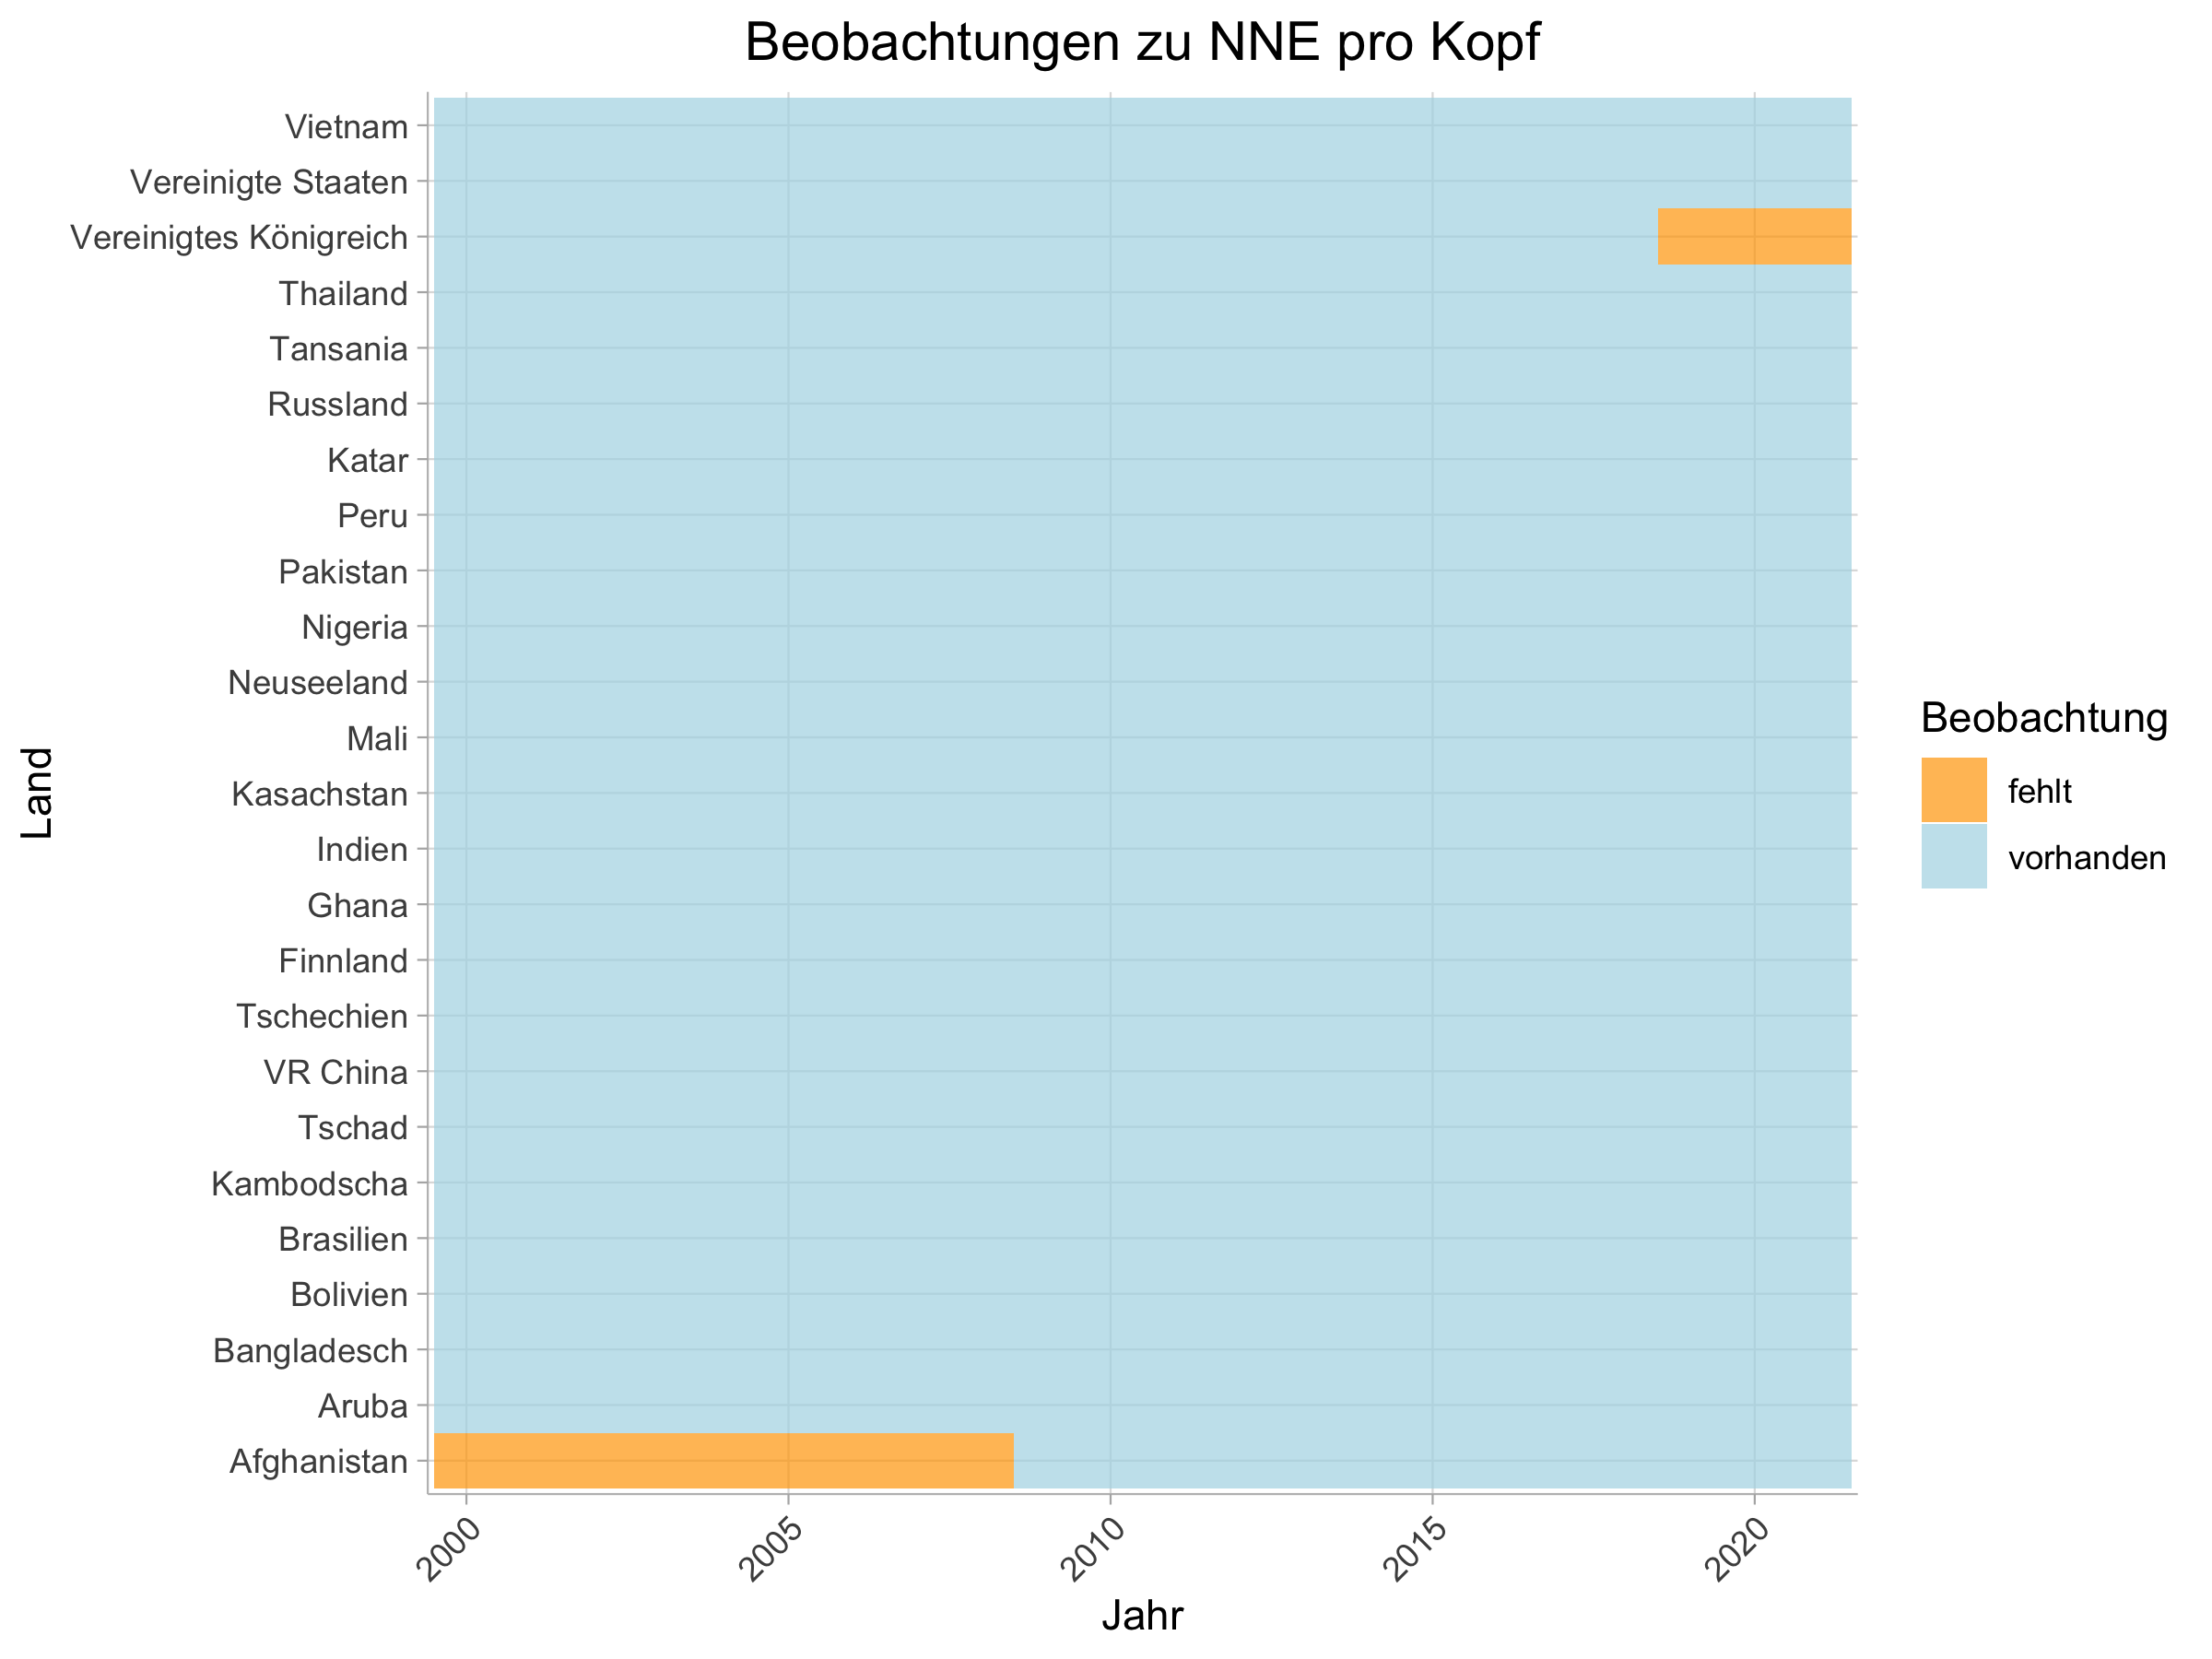 Beobachtungen zu NNE pro Kopf
Vietnam
Vereinigte Staaten
Vereinigtes Königreich
Thailand
Tansania
Russland
Katar
Peru
Pakistan
Nigeria
Neuseeland
Mali
Kasachstan
Indien
Ghana
Finnland
Tschechien
VR China
Tschad
Kambodscha
Brasilien
Bolivien
Bangladesch
Aruba
Afghanistan
Land
2000
2005
2010
2015
2020
Jahr
Beobachtung
fehlt
vorhanden